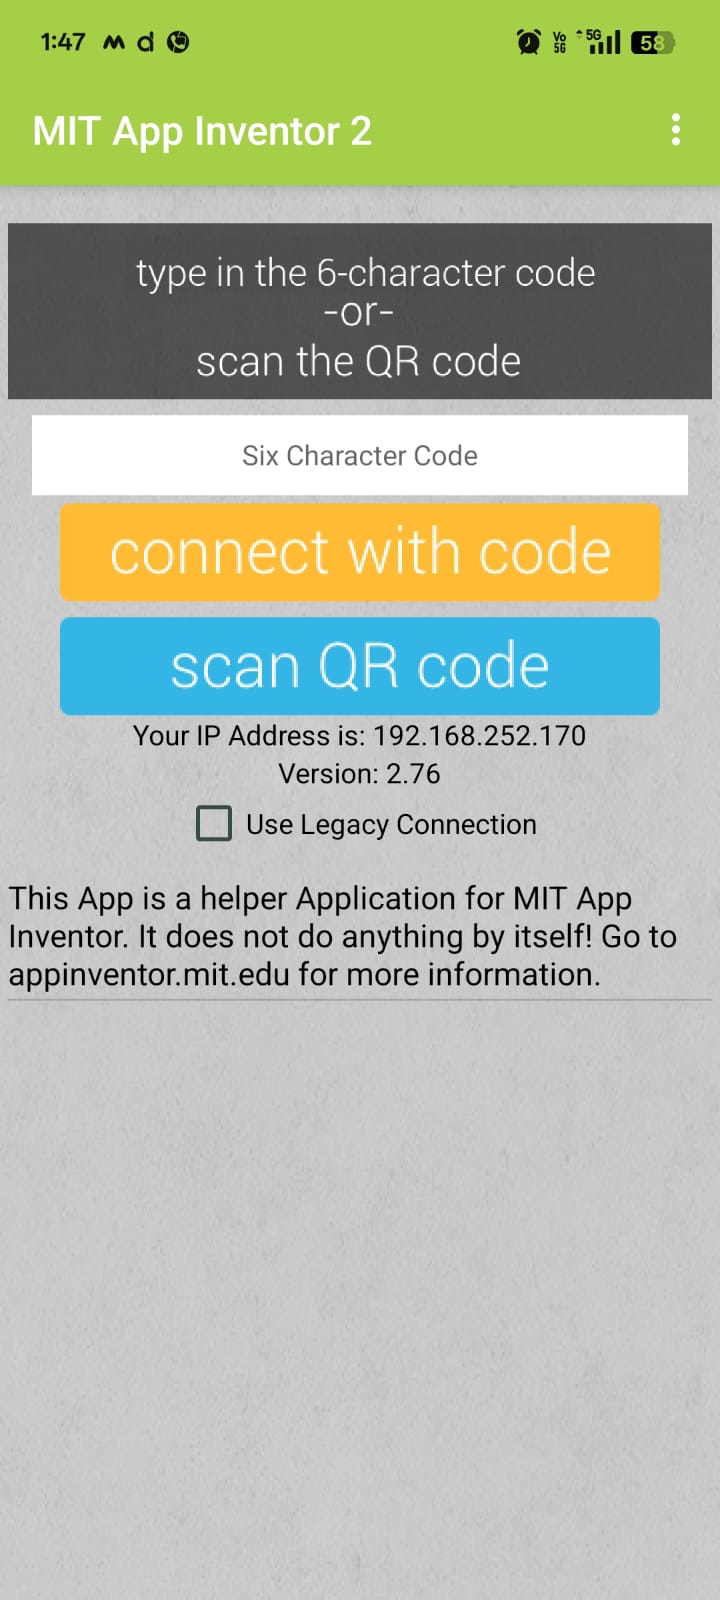 1:47
Vo 5G
5G
58
MIT App Inventor 2
type in the 6-character code
-or-
scan the QR code
Six Character Code
connect with code
scan QR code
Your IP Address is: 192.168.252.170
Version: 2.76
Use Legacy Connection
This App is a helper Application for MIT App
Inventor. It does not do anything by itself! Go to
appinventor.mit.edu for more information.